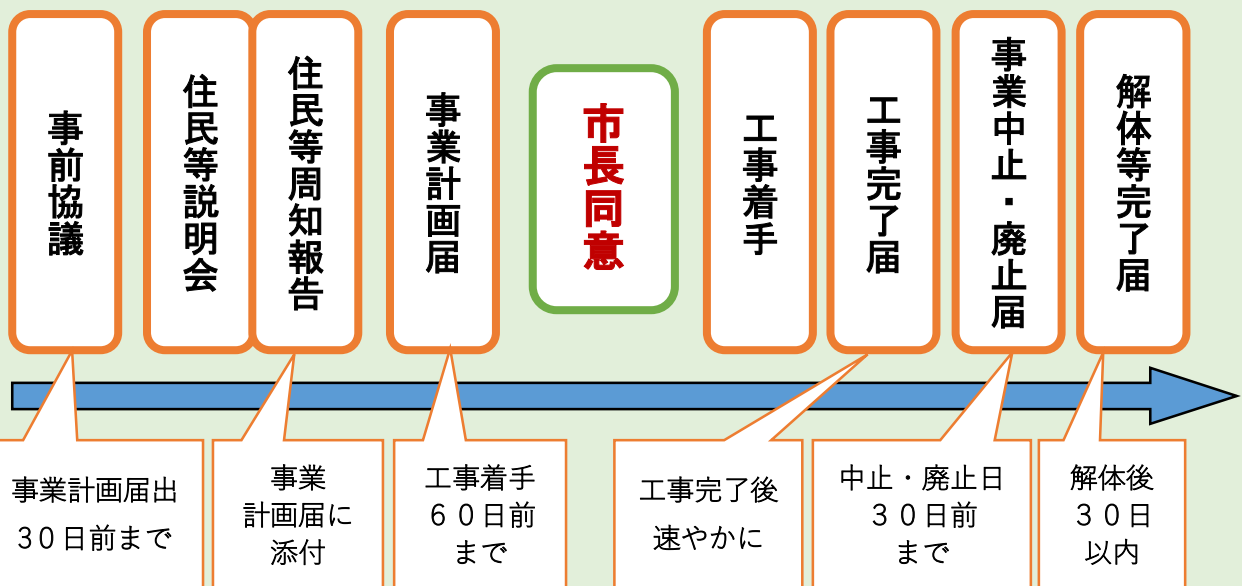 事前協議
住民等説明会
住民等周知報告
事業計画届
市長同意
工事着手
工事完了届
事業中止・廃止届
解体等完了届
事業計画届出
30日前まで
事業
計画届に
添付
工事着手
６０日前
まで
工事完了後
速やかに
中止・廃止日
３０日前
まで
解体後
３０日
以内